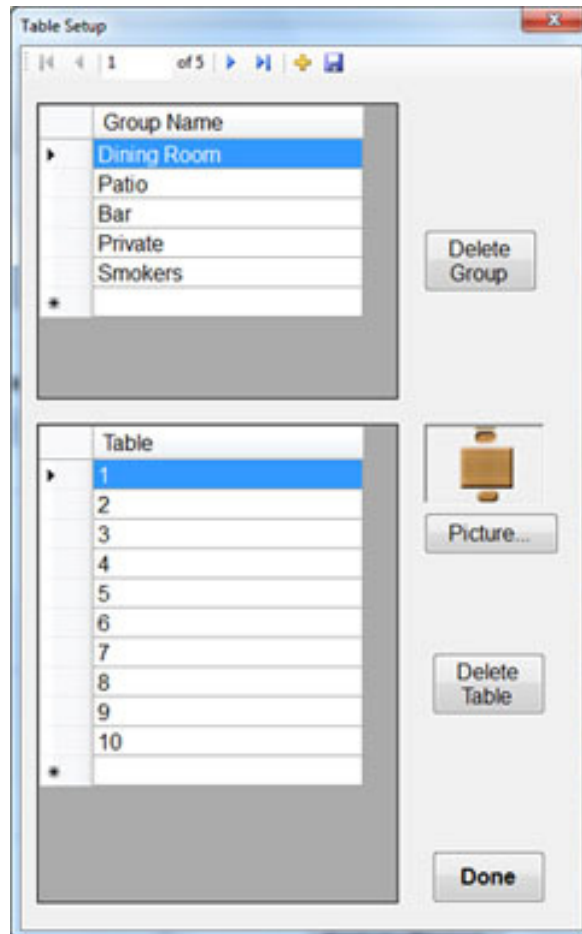 Table Setup
1 of 5
Group Name
Dining Room
Patio
Bar
Private
Smokers
Delete
Group
Table
1
2
3
4
5
6
7
8
9
10
Picture...
Delete
Table
Done